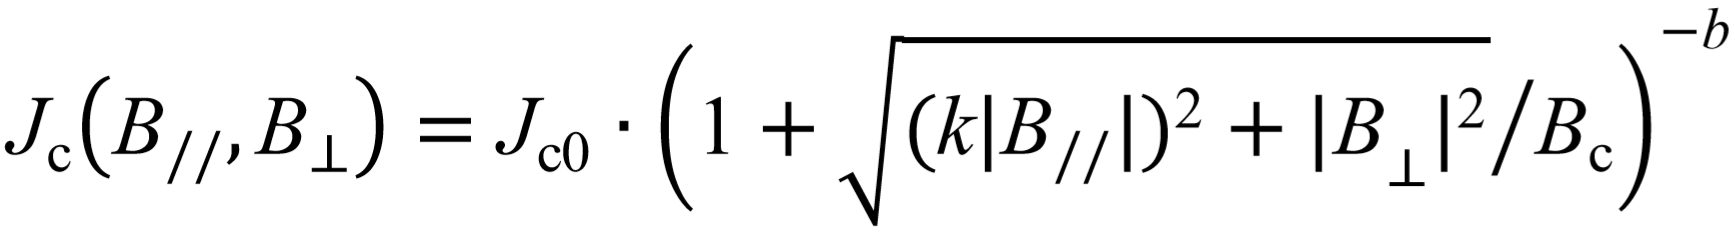 J_c(B_{//}, B_⊥) = J_{c0} · (1 + √((k|B_{//}|)² + |B_⊥|²)/B_c)^{−b}